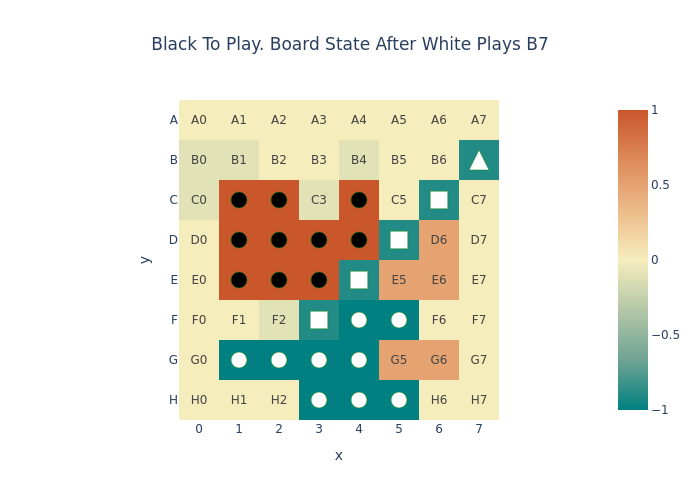 Black To Play. Board State After White Plays B7
A A0 A1 A2 A3 A4 A5 A6 A7
B B0 B1 B2 B3 B4 B5 B6
C C0 C3 C5 C7
D D0 D6 D7
E E0 E5 E6 E7
F F0 F1 F2 F6 F7
G G0 G5 G6 G7
H H0 H1 H2 H6 H7
0 1 2 3 4 5 6 7
x
y
1
0.5
0
−0.5
−1